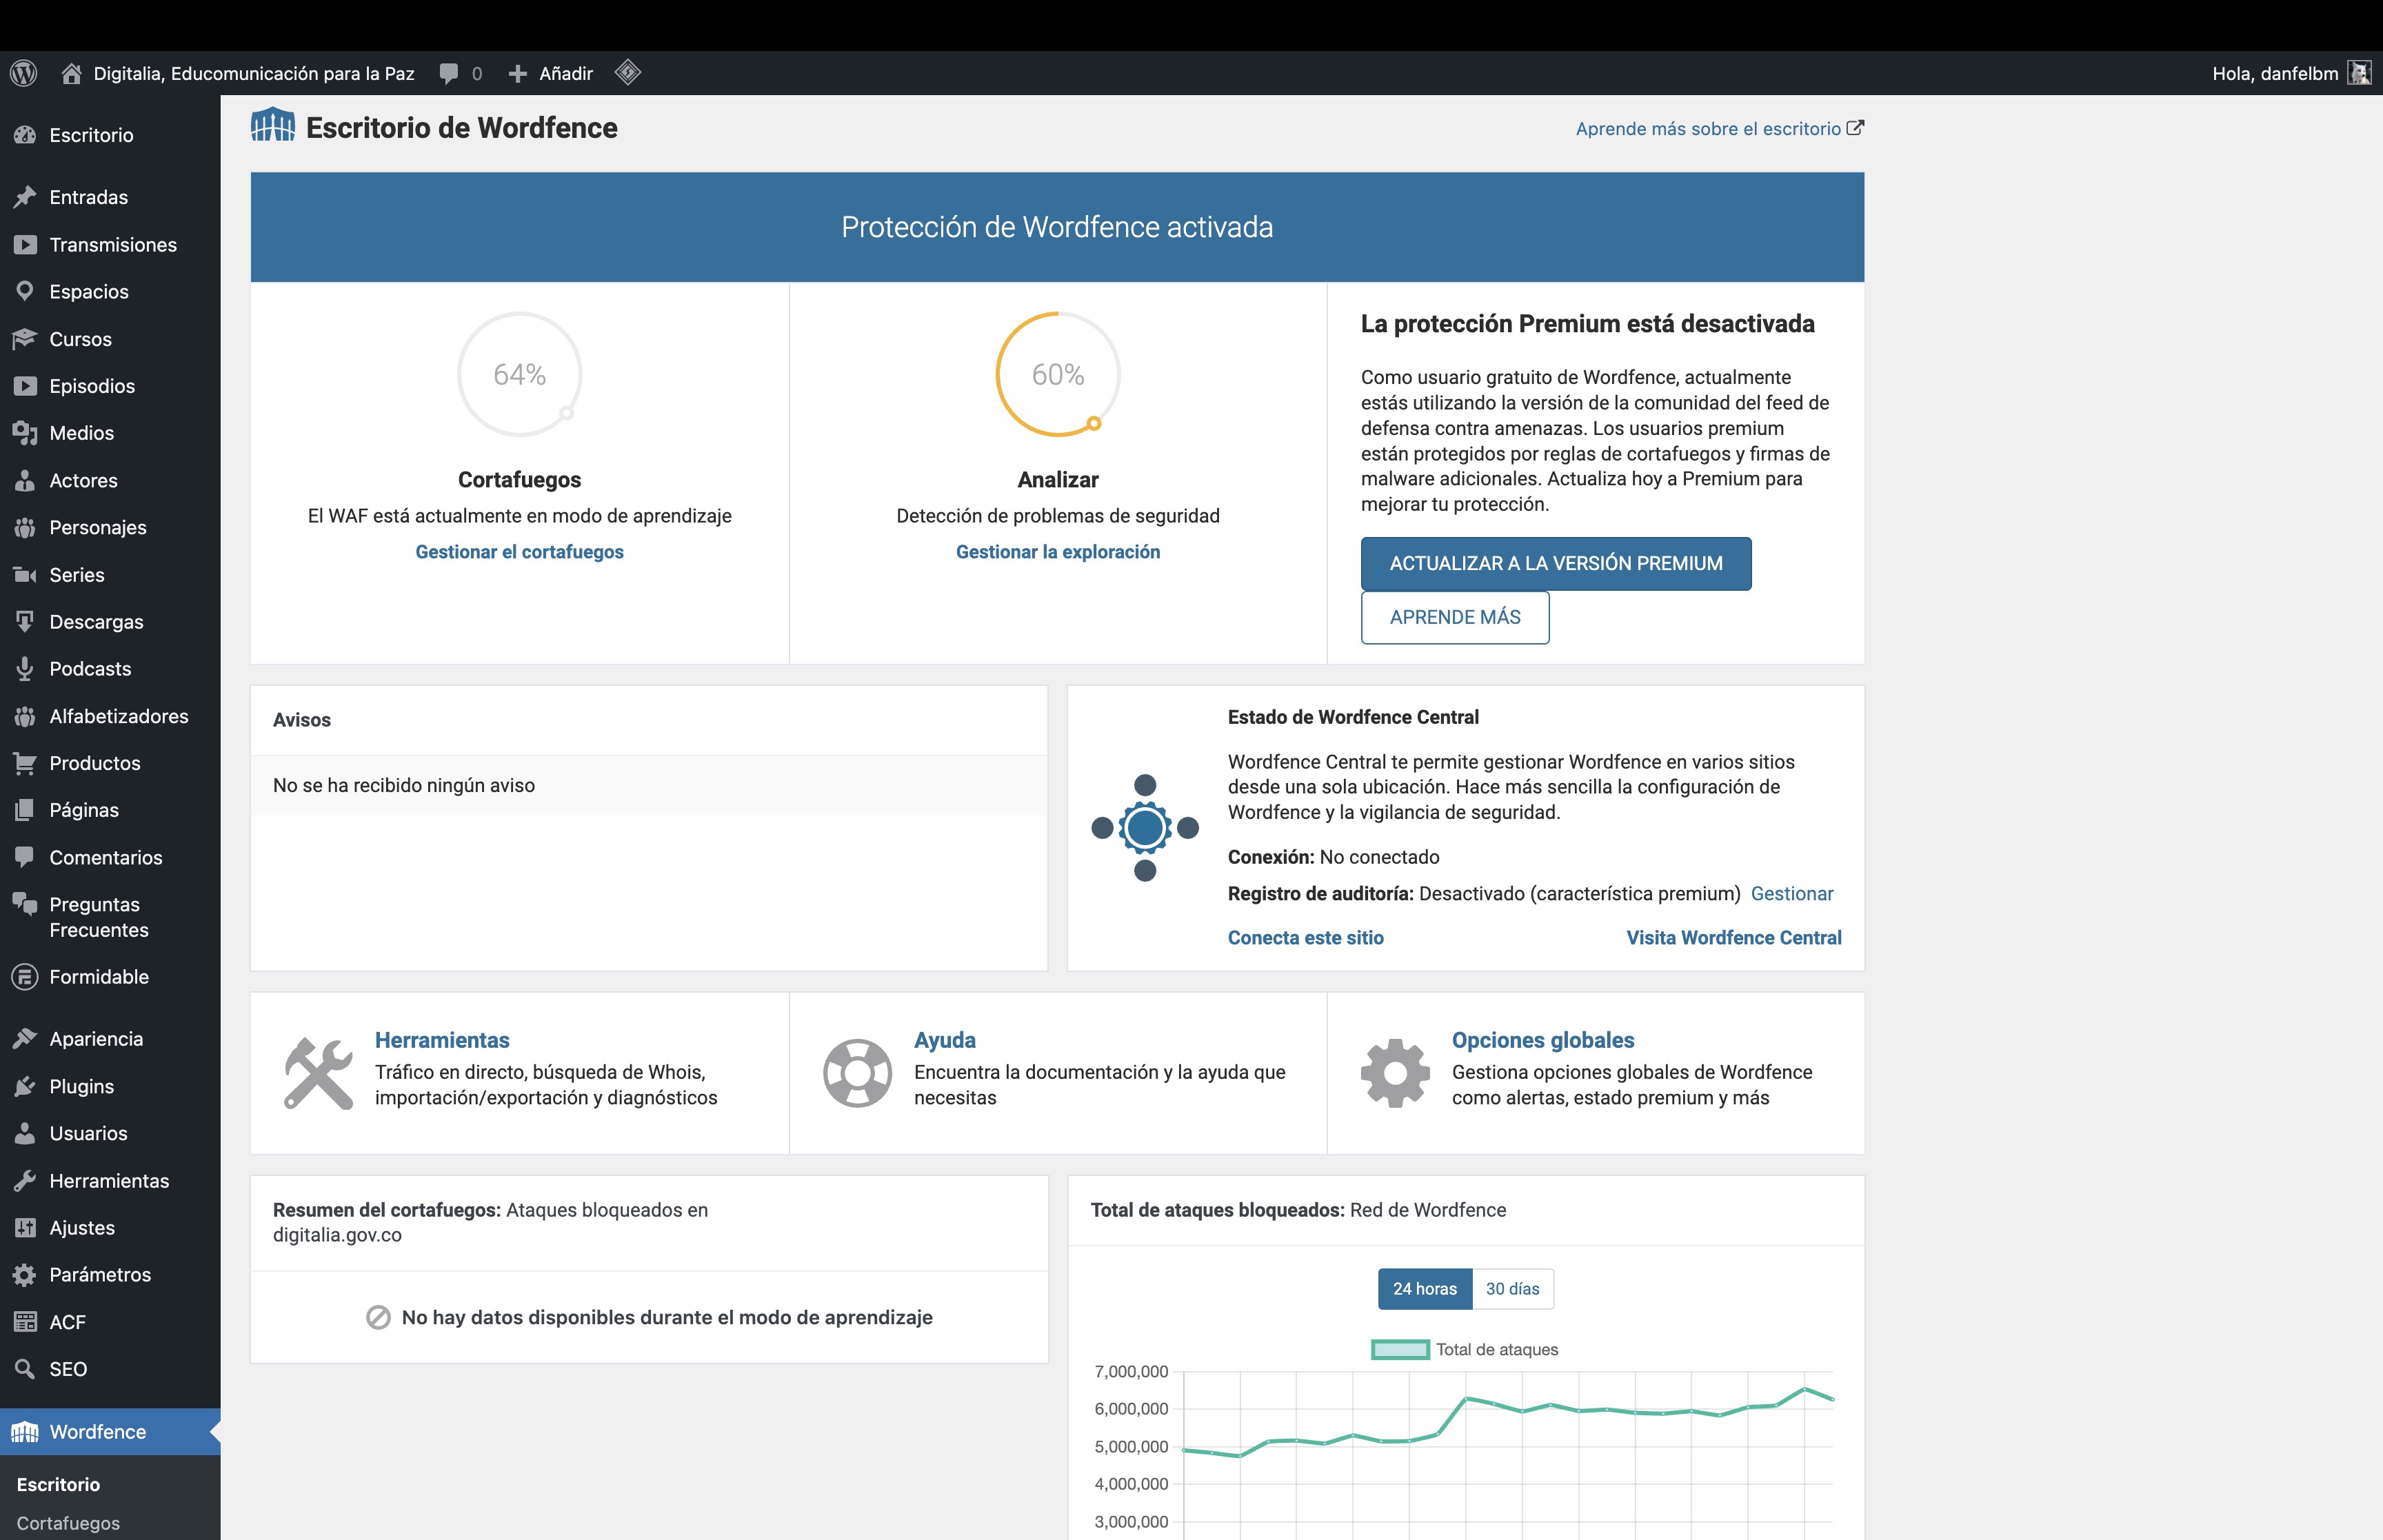 Digitalia, Educomunicación para la Paz
0
Añadir
Hola, danfelbm
Escritorio
Entradas
Transmisiones
Espacios
Cursos
Episodios
Medios
Actores
Personajes
Series
Descargas
Podcasts
Alfabetizadores
Productos
Páginas
Comentarios
Preguntas
Frecuentes
Formidable
Apariencia
Plugins
Usuarios
Herramientas
Ajustes
Parámetros
ACF
SEO
Wordfence
Escritorio
Cortafuegos
Escritorio de Wordfence
Aprende más sobre el escritorio
Protección de Wordfence activada
64%
Cortafuegos
El WAF está actualmente en modo de aprendizaje
Gestionar el cortafuegos
60%
Analizar
Detección de problemas de seguridad
Gestionar la exploración
La protección Premium está desactivada
Como usuario gratuito de Wordfence, actualmente
estás utilizando la versión de la comunidad del feed de
defensa contra amenazas. Los usuarios premium
están protegidos por reglas de cortafuegos y firmas de
malware adicionales. Actualiza hoy a Premium para
mejorar tu protección.
ACTUALIZAR A LA VERSIÓN PREMIUM
APRENDE MÁS
Avisos
No se ha recibido ningún aviso
Estado de Wordfence Central
Wordfence Central te permite gestionar Wordfence en varios sitios
desde una sola ubicación. Hace más sencilla la configuración de
Wordfence y la vigilancia de seguridad.
Conexión: No conectado
Registro de auditoría: Desactivado (característica premium) Gestionar
Conecta este sitio
Visita Wordfence Central
Herramientas
Tráfico en directo, búsqueda de Whois,
importación/exportación y diagnósticos
Ayuda
Encuentra la documentación y la ayuda que
necesitas
Opciones globales
Gestiona opciones globales de Wordfence
como alertas, estado premium y más
Resumen del cortafuegos: Ataques bloqueados en
digitalia.gov.co
No hay datos disponibles durante el modo de aprendizaje
Total de ataques bloqueados: Red de Wordfence
24 horas
30 días
Total de ataques
7,000,000
6,000,000
5,000,000
4,000,000
3,000,000